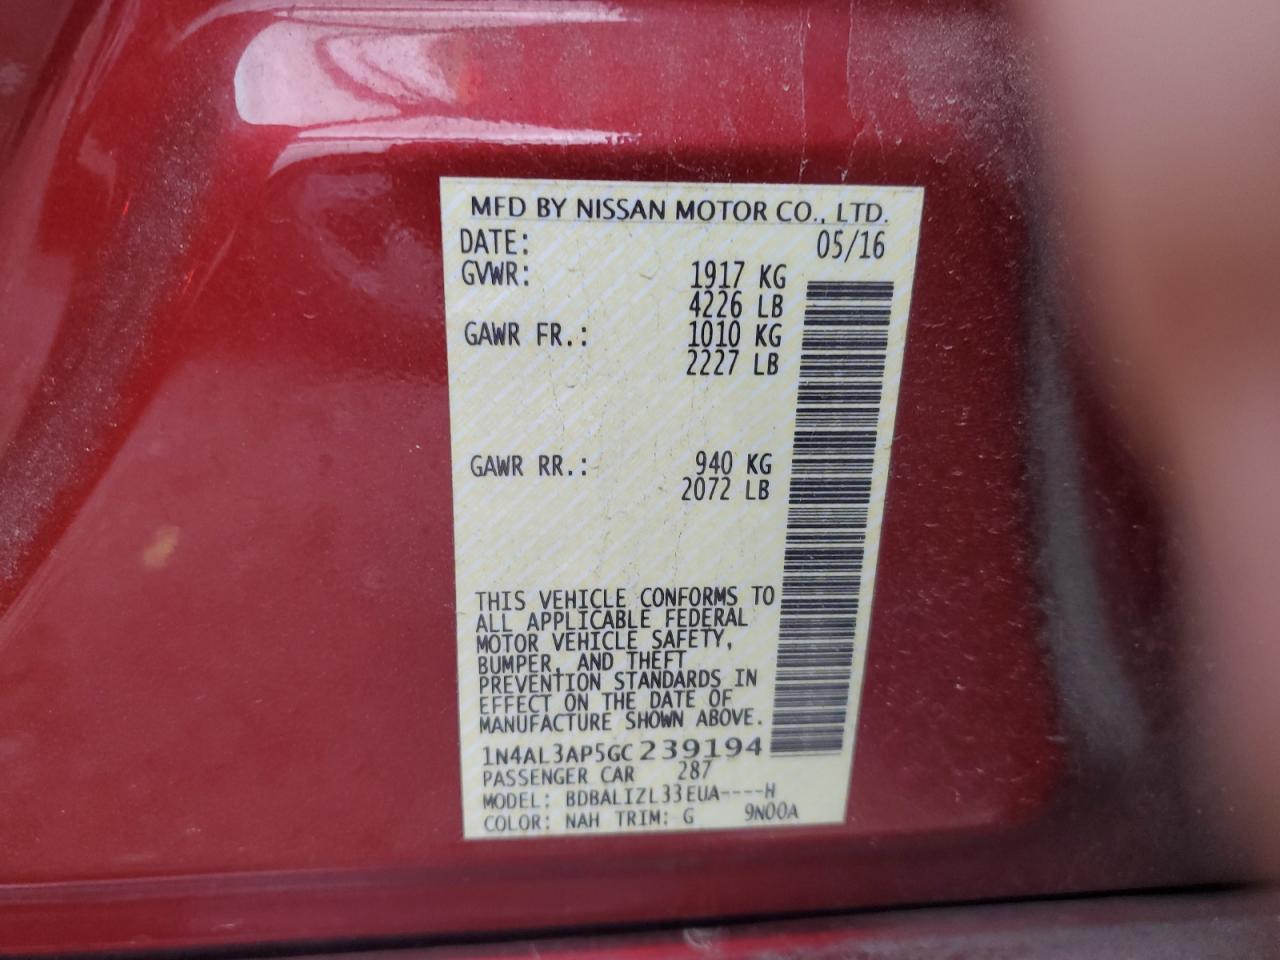 MFD BY NISSAN MOTOR CO., LTD.
DATE: 05/16
GVWR: 1917 KG
4226 LB
GAWR FR.: 1010 KG
2227 LB
GAWR RR.: 940 KG
2072 LB
THIS VEHICLE CONFORMS TO
ALL APPLICABLE FEDERAL
MOTOR VEHICLE SAFETY,
BUMPER, AND THEFT
PREVENTION STANDARDS IN
EFFECT ON THE DATE OF
MANUFACTURE SHOWN ABOVE.
1N4AL3AP5GC239194
PASSENGER CAR 287
MODEL: BDBALIZL33EUA----H
COLOR: NAH TRIM: G 9N00A